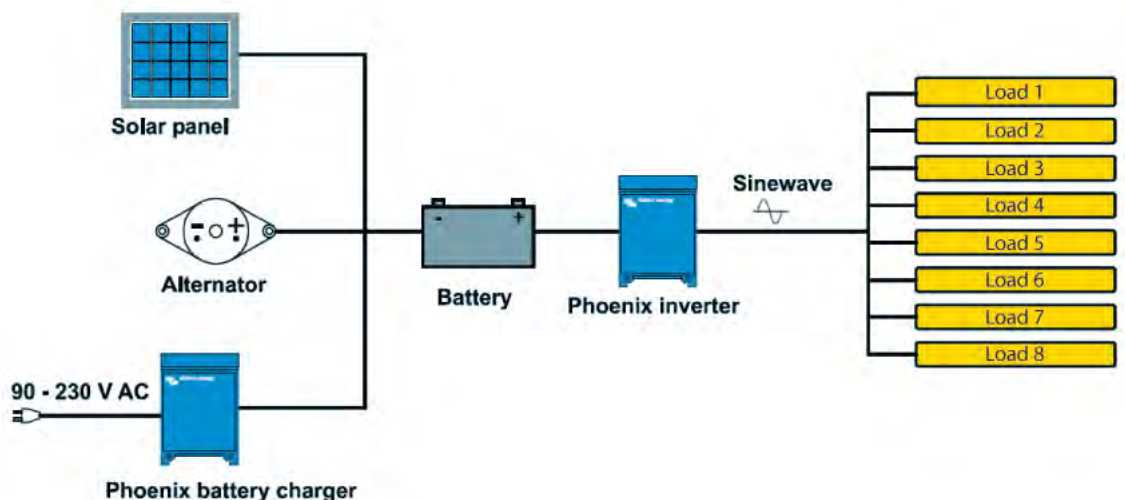 Solar panel
Alternator
90 - 230 V AC
Phoenix battery charger
Battery
Phoenix inverter
Sinewave
Load 1
Load 2
Load 3
Load 4
Load 5
Load 6
Load 7
Load 8